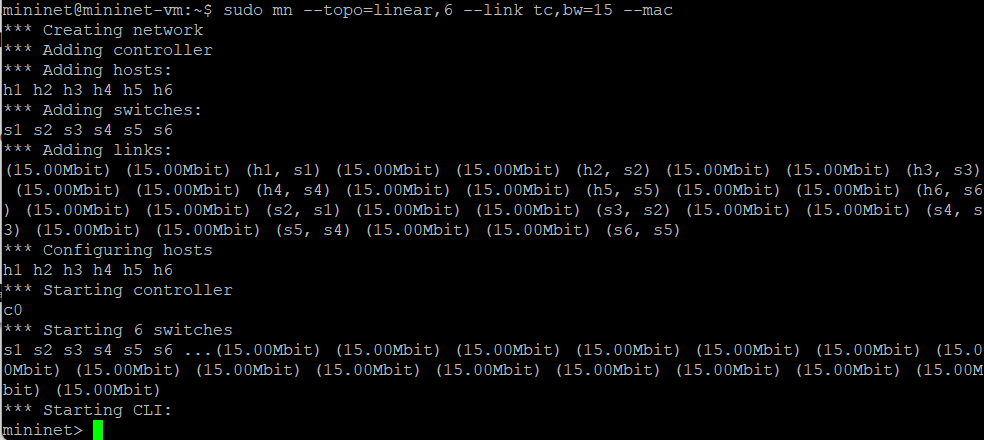 mininet@mininet-vm:~$ sudo mn --topo=linear,6 --link tc,bw=15 --mac
*** Creating network
*** Adding controller
*** Adding hosts:
h1 h2 h3 h4 h5 h6
*** Adding switches:
s1 s2 s3 s4 s5 s6
*** Adding links:
(15.00Mbit) (15.00Mbit) (h1, s1) (15.00Mbit) (15.00Mbit) (h2, s2) (15.00Mbit) (15.00Mbit) (h3, s3)
 (15.00Mbit) (15.00Mbit) (h4, s4) (15.00Mbit) (15.00Mbit) (h5, s5) (15.00Mbit) (15.00Mbit) (h6, s6
) (15.00Mbit) (15.00Mbit) (s2, s1) (15.00Mbit) (15.00Mbit) (s3, s2) (15.00Mbit) (15.00Mbit) (s4, s
3) (15.00Mbit) (15.00Mbit) (s5, s4) (15.00Mbit) (15.00Mbit) (s6, s5)
*** Configuring hosts
h1 h2 h3 h4 h5 h6
*** Starting controller
c0
*** Starting 6 switches
s1 s2 s3 s4 s5 s6 ...(15.00Mbit) (15.00Mbit) (15.00Mbit) (15.00Mbit) (15.00Mbit) (15.00Mbit) (15.0
0Mbit) (15.00Mbit) (15.00Mbit) (15.00Mbit) (15.00Mbit) (15.00Mbit) (15.00Mbit) (15.00Mbit) (15.00M
bit) (15.00Mbit)
*** Starting CLI:
mininet>